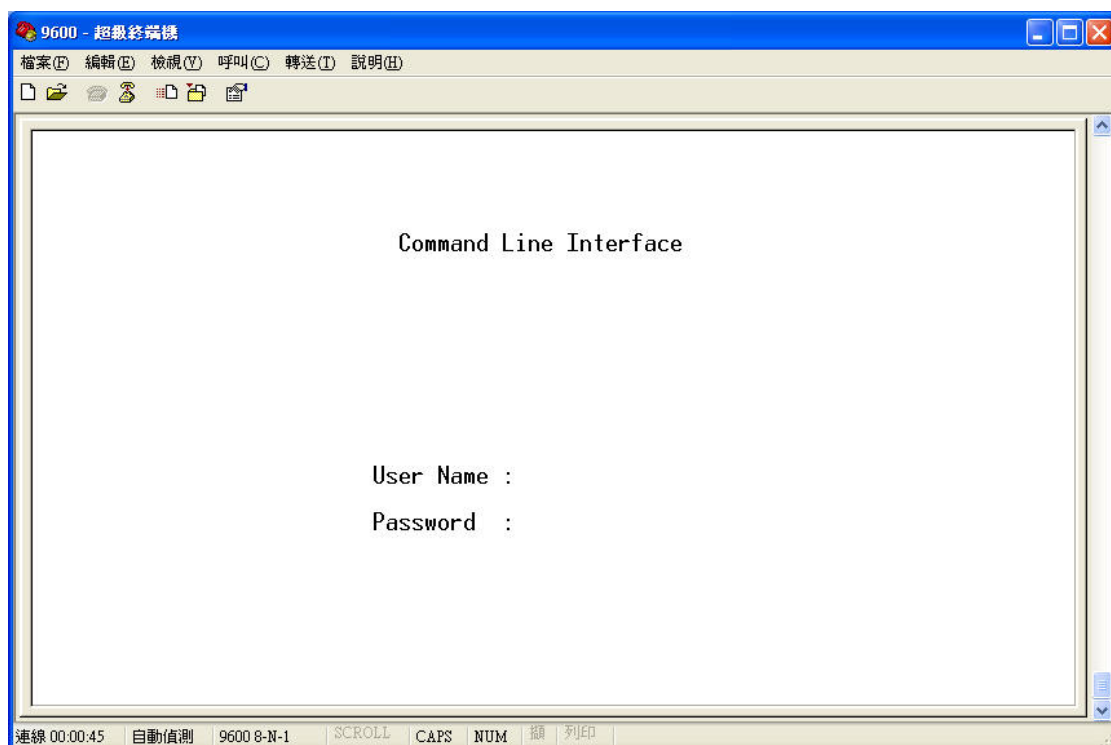 9600 - 超級終端機
檔案(F) 編輯(E) 檢視(V) 呼叫(C) 轉送(T) 說明(H)
Command Line Interface
User Name :
Password :
連線 00:00:45 自動偵測 9600 8-N-1 SCROLL CAPS NUM 擷 列印